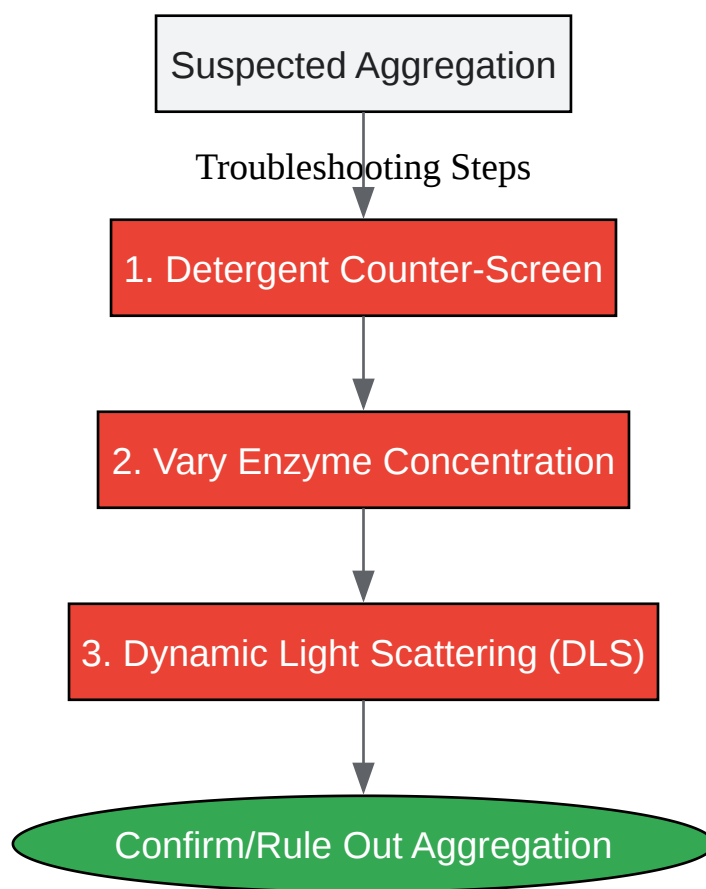 Suspected Aggregation
Troubleshooting Steps
1. Detergent Counter-Screen
2. Vary Enzyme Concentration
3. Dynamic Light Scattering (DLS)
Confirm/Rule Out Aggregation